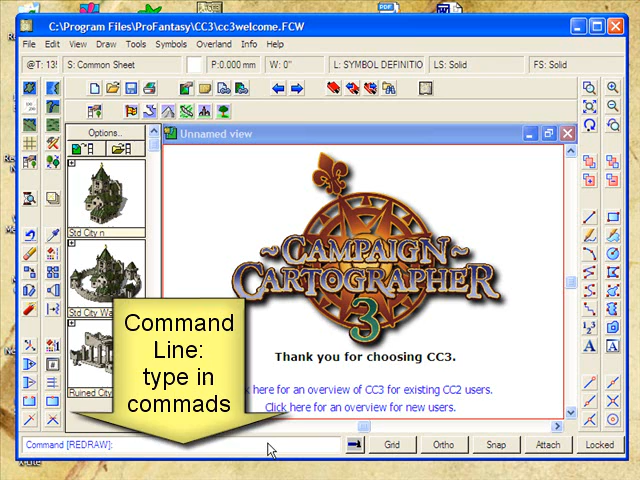 C:\Program Files\ProFantasy\CC3\cc3welcome.FCW
File Edit View Draw Tools Symbols Overland Info Help
@T: 13! S: Common Sheet P:0.000 mm W: 0" L: SYMBOL DEFINITIO LS: Solid FS: Solid
Options..
Unnamed view
Std City n
Std City Wa
Ruined City
~CAMPAIGN~
CARTOGRAPHER
3
Thank you for choosing CC3.
k here for an overview of CC3 for existing CC2 users.
Click here for an overview for new users.
Command
Line:
type in
commads
Command [REDRAW]:
Grid Ortho Snap Attach Locked
X-Lite